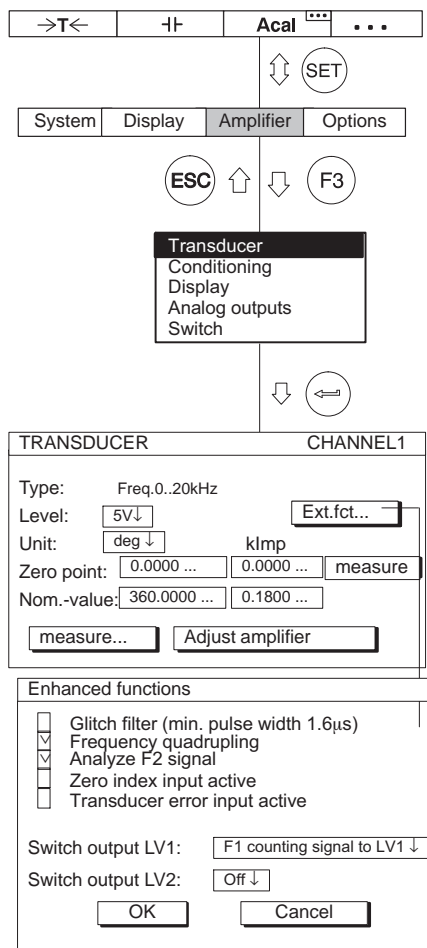 →T← ⊣⊢ Acal ... . . .
SET
System Display Amplifier Options
ESC F3
Transducer
Conditioning
Display
Analog outputs
Switch
TRANSDUCER CHANNEL1
Type: Freq.0..20kHz
Level: 5V↓ Ext.fct...
Unit: deg ↓ kImp
Zero point: 0.0000 ... 0.0000 ... measure
Nom.-value: 360.0000 ... 0.1800 ...
measure... Adjust amplifier
Enhanced functions
Glitch filter (min. pulse width 1.6μs)
Frequency quadrupling
Analyze F2 signal
Zero index input active
Transducer error input active
Switch output LV1: F1 counting signal to LV1 ↓
Switch output LV2: Off ↓
OK Cancel